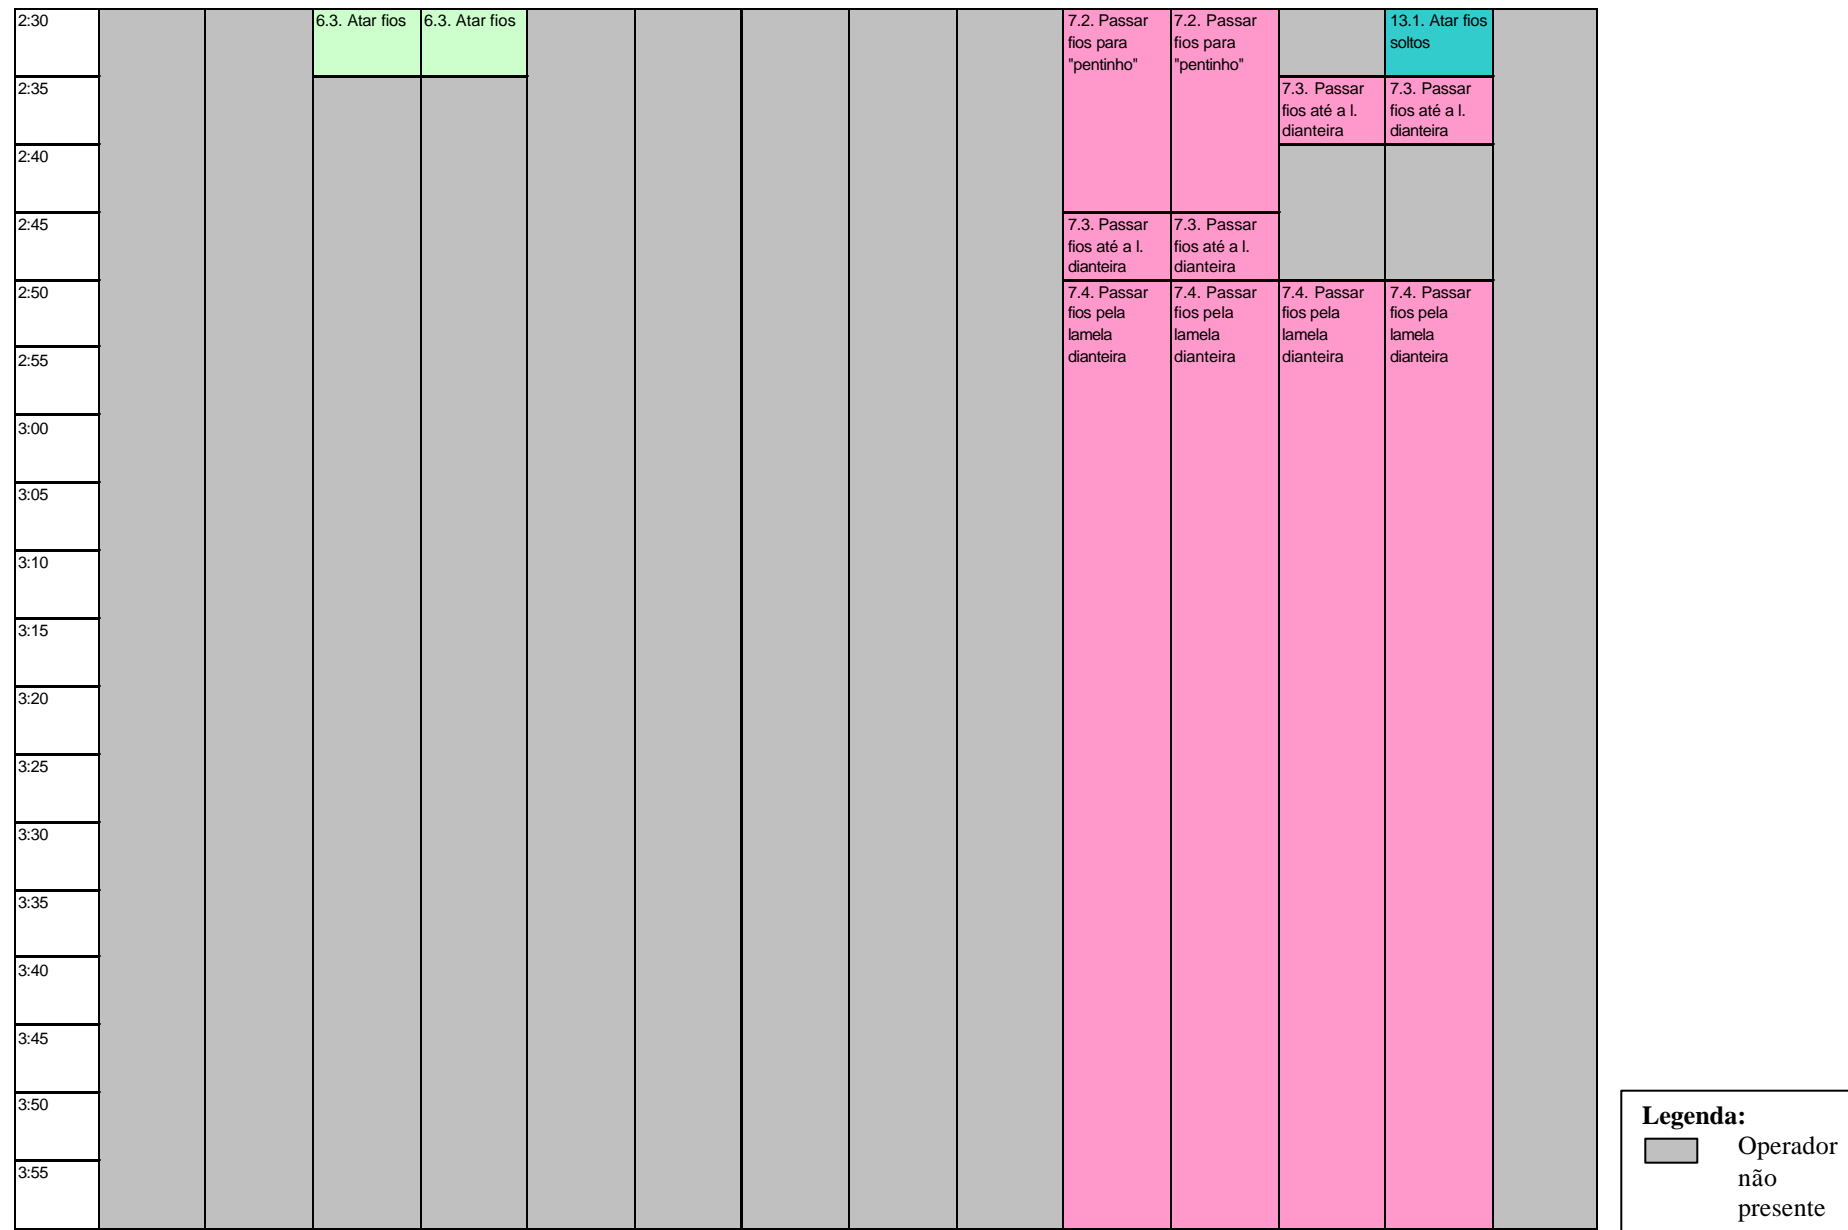 2:30
6.3. Atar fios
6.3. Atar fios
7.2. Passar
fios para
"pentinho"
7.2. Passar
fios para
"pentinho"
13.1. Atar fios
soltos
2:35
7.3. Passar
fios até a l.
dianteira
7.3. Passar
fios até a l.
dianteira
2:40
2:45
7.3. Passar
fios até a l.
dianteira
7.3. Passar
fios até a l.
dianteira
2:50
7.4. Passar
fios pela
lamela
dianteira
7.4. Passar
fios pela
lamela
dianteira
7.4. Passar
fios pela
lamela
dianteira
7.4. Passar
fios pela
lamela
dianteira
2:55
3:00
3:05
3:10
3:15
3:20
3:25
3:30
3:35
3:40
3:45
3:50
3:55
Legenda:
Operador
não
presente